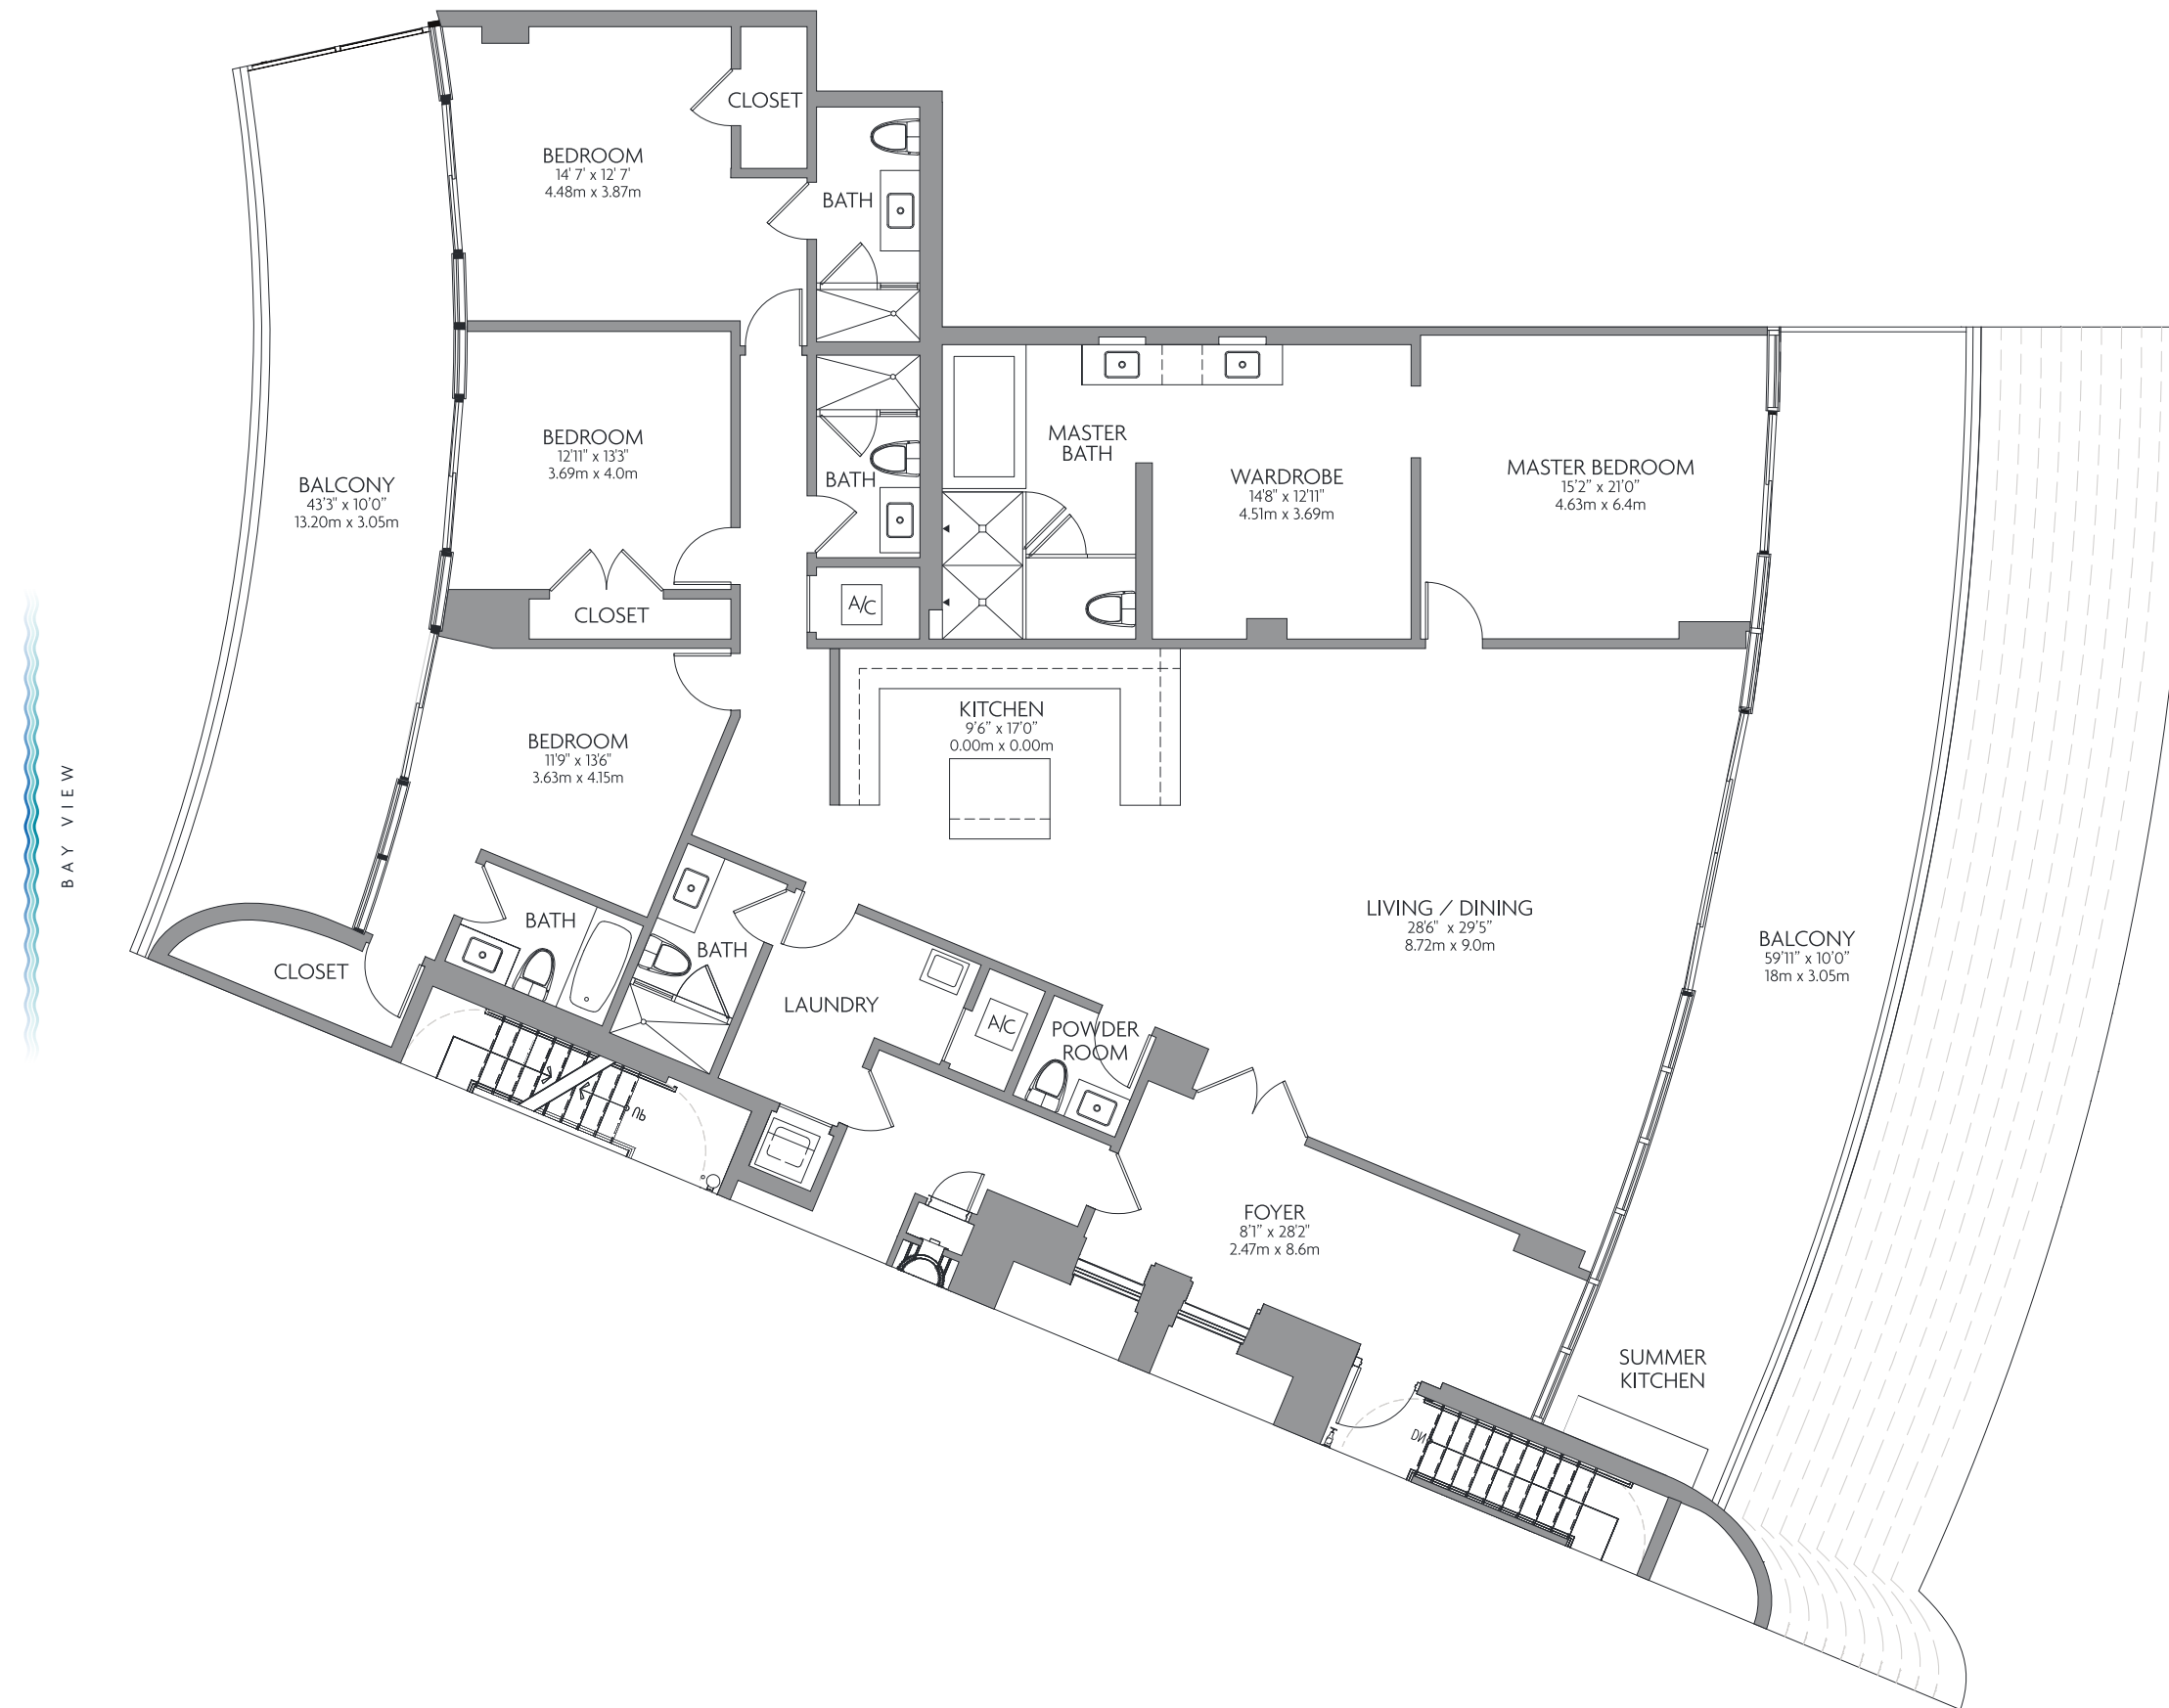 CLOSET
BEDROOM
14' 7' x 12' 7'
4.48m x 3.87m
BATH
BEDROOM
12'11" x 13'3"
3.69m x 4.0m
BATH
MASTER
BATH
WARDROBE
14'8" x 12'11"
4.51m x 3.69m
MASTER BEDROOM
15'2” x 21'0”
4.63m x 6.4m
BALCONY
43'3" x 10'0”
13.20m x 3.05m
A/C
CLOSET
KITCHEN
9'6” x 17'0”
0.00m x 0.00m
BEDROOM
11'9" x 13'6"
3.63m x 4.15m
BAY VIEW
BATH
BATH
CLOSET
LAUNDRY
A/C
POWDER
ROOM
LIVING / DINING
28'6” x 29'5”
8.72m x 9.0m
BALCONY
59'11” x 10'0”
18m x 3.05m
UP
FOYER
8'1” x 28'2"
2.47m x 8.6m
SUMMER
KITCHEN
DN